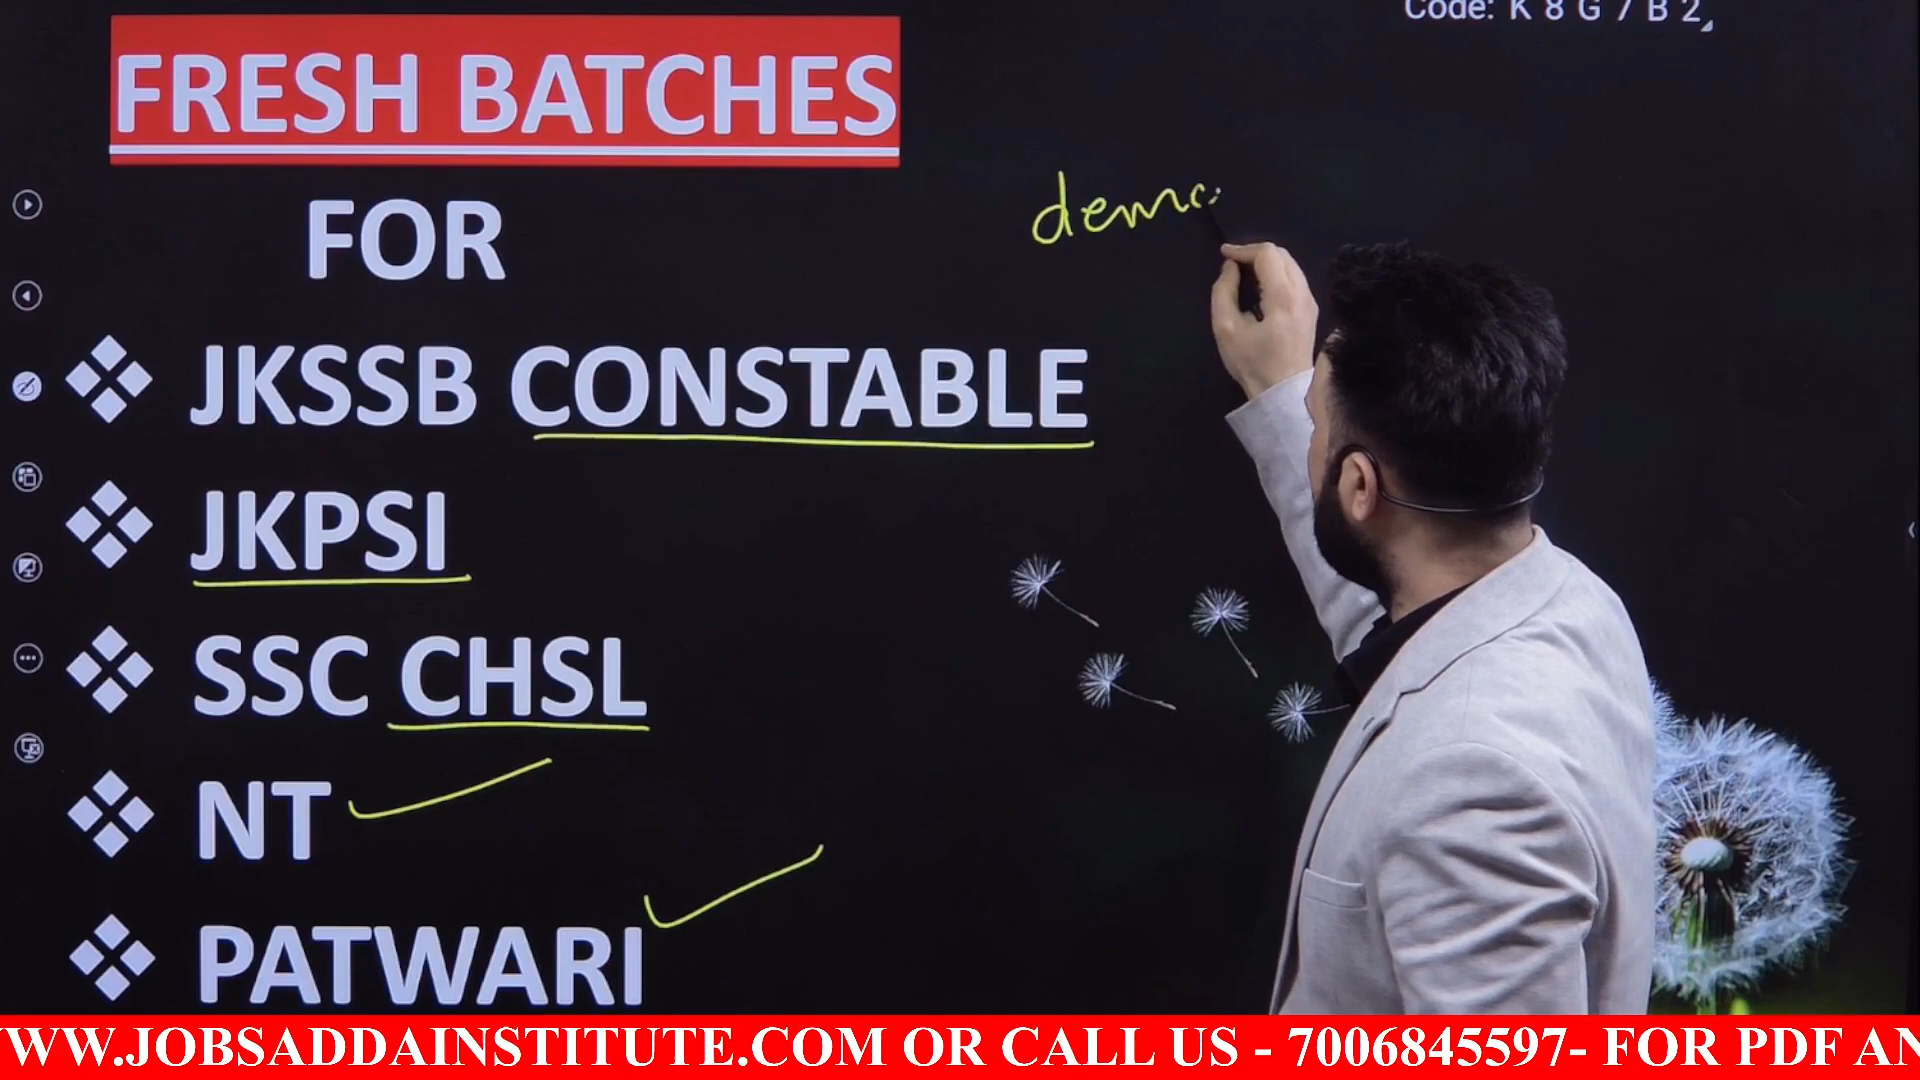 Code: K 8 G 7 B 2
FRESH BATCHES
FOR
JKSSB CONSTABLE
JKPSI
SSC CHSL
NT
PATWARI
WW.JOBSADDAINSTITUTE.COM OR CALL US - 7006845597- FOR PDF AN